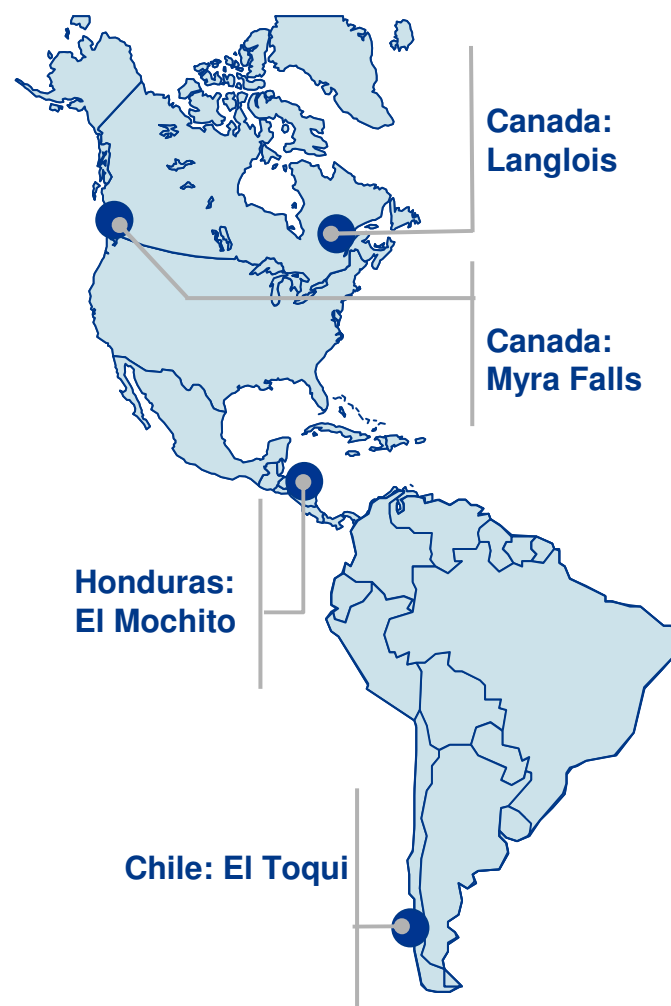 Canada:
Langlois
Canada:
Myra Falls
Honduras:
El Mochito
Chile: El Toqui